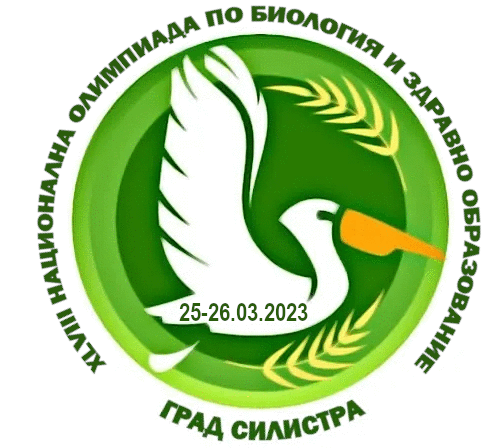 XLVIII НАЦИОНАЛНА ОЛИМПИАДА ПО БИОЛОГИЯ И ЗДРАВНО ОБРАЗОВАНИЕ
25-26.03.2023
ГРАД СИЛИСТРА